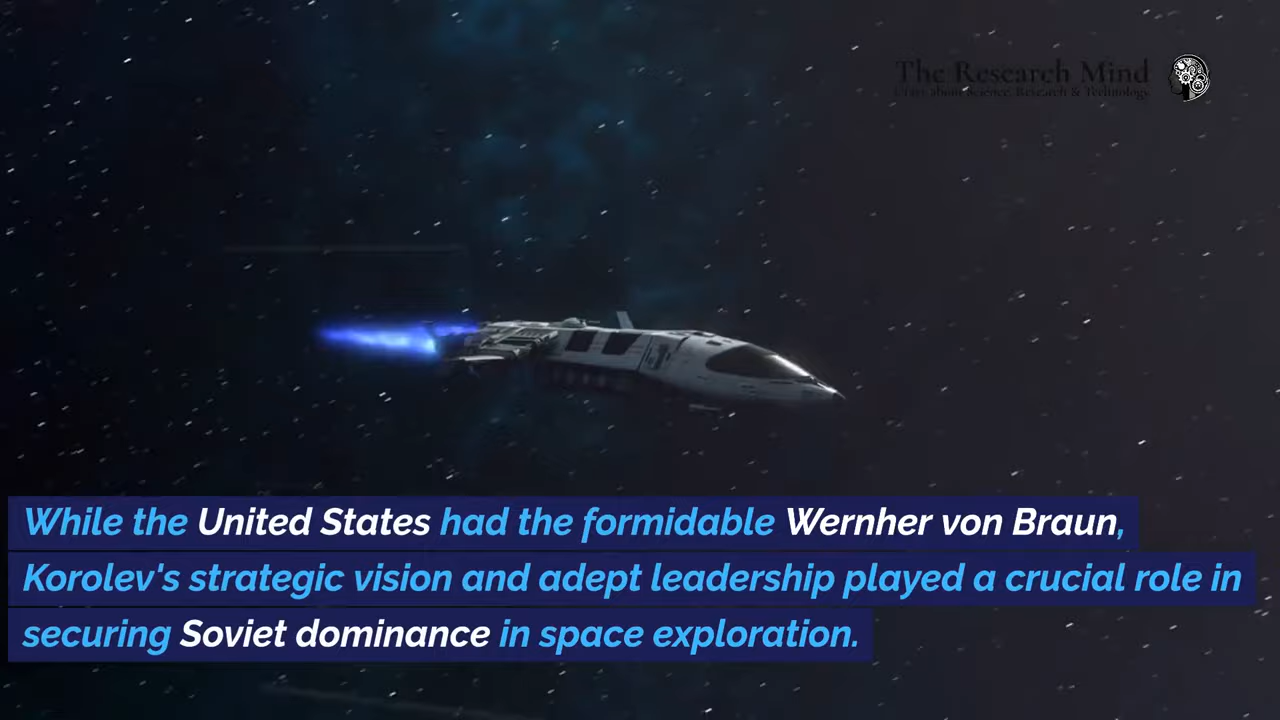 The Research Mind
While the United States had the formidable Wernher von Braun,
Korolev's strategic vision and adept leadership played a crucial role in
securing Soviet dominance in space exploration.